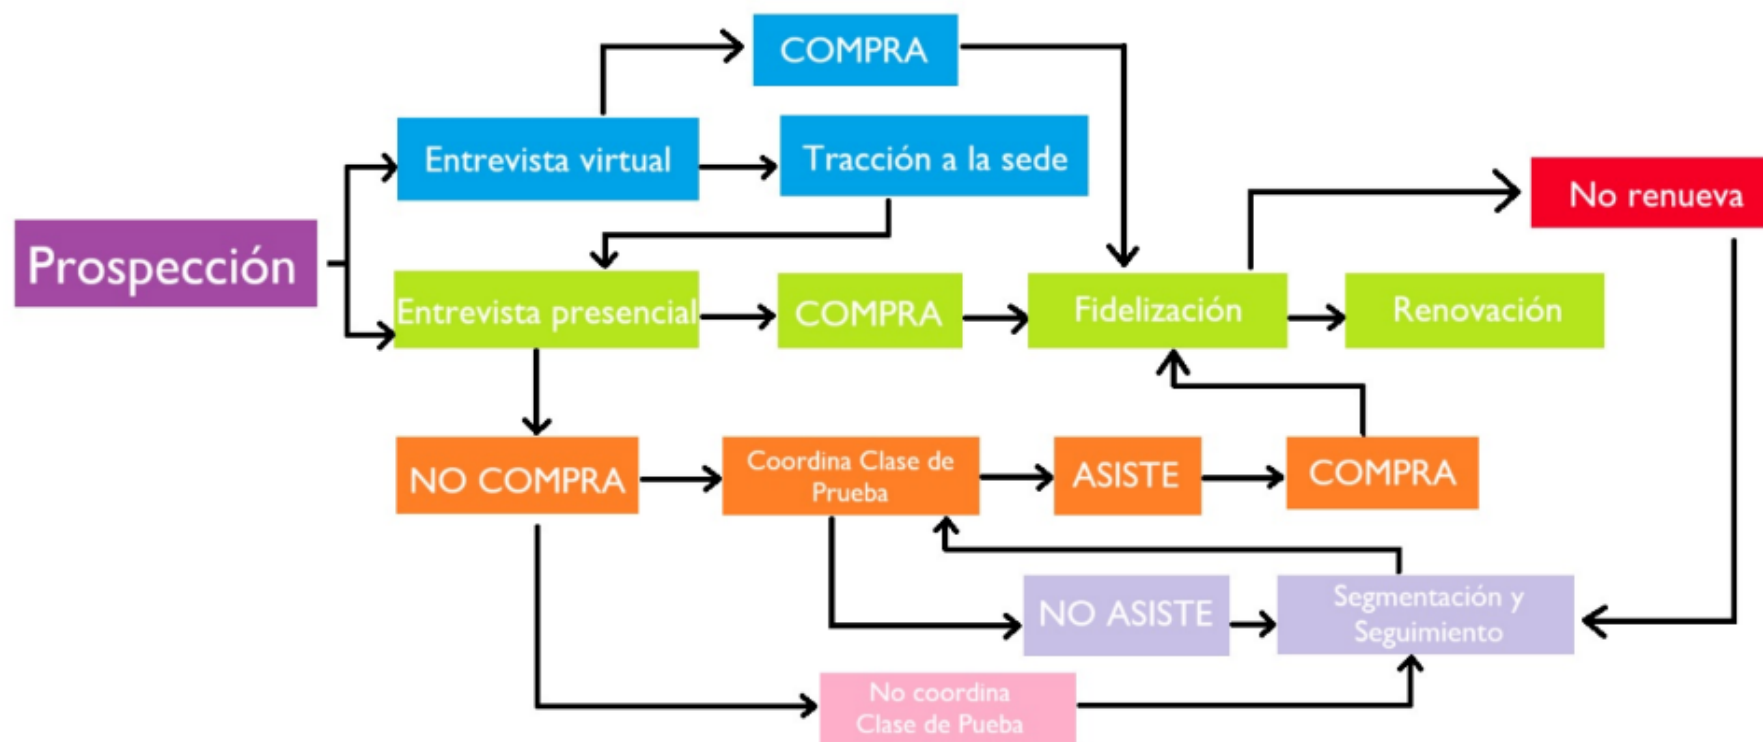 COMPRA
Entrevista virtual
Tracción a la sede
No renueva
Prospección
Entrevista presencial
COMPRA
Fidelización
Renovación
NO COMPRA
Coordina Clase de
Prueba
ASISTE
COMPRA
NO ASISTE
Segmentación y
Seguimiento
No coordina
Clase de Pueba